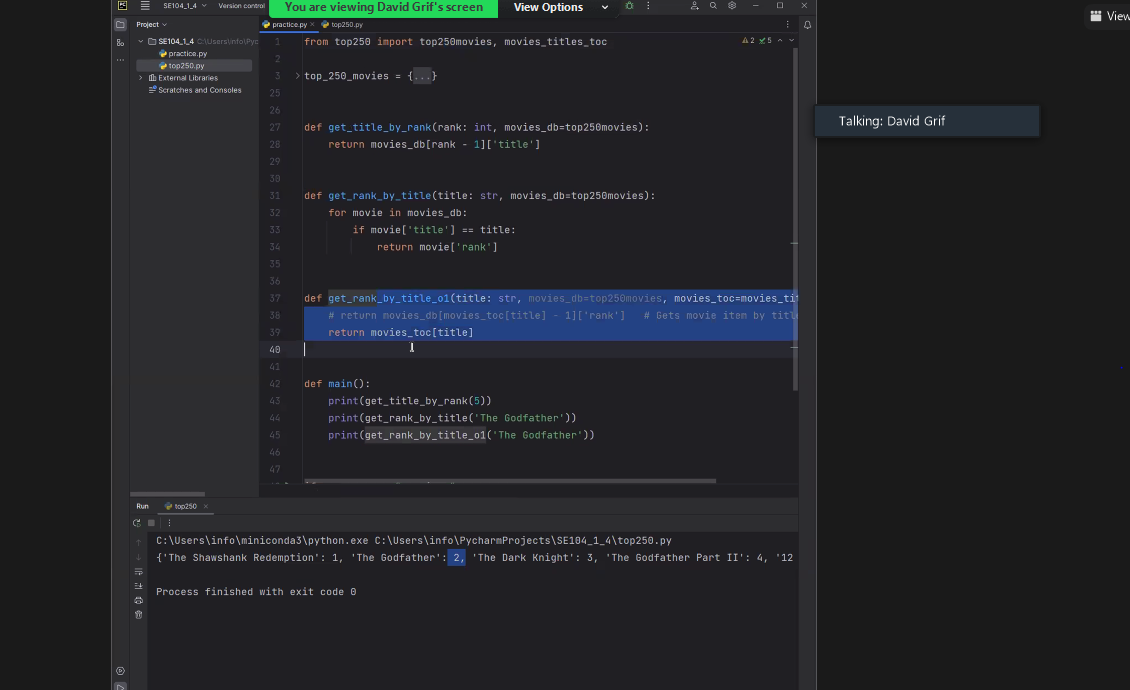 SE104_1_4 Version control You are viewing David Grif's screen View Options
View
Project practice.py top250.py
SE104_1_4 C:\Users\info\Pyc
practice.py
top250.py
External Libraries
Scratches and Consoles
2 5
1 from top250 import top250movies, movies_titles_toc
2
3 top_250_movies = {...}
25
26
27 def get_title_by_rank(rank: int, movies_db=top250movies):
28 return movies_db[rank - 1]['title']
29
30
31 def get_rank_by_title(title: str, movies_db=top250movies):
32 for movie in movies_db:
33 if movie['title'] == title:
34 return movie['rank']
35
36
37 def get_rank_by_title_o1(title: str, movies_db=top250movies, movies_toc=movies_tit
38 # return movies_db[movies_toc[title] - 1]['rank'] # Gets movie item by title
39 return movies_toc[title]
40
41
42 def main():
43 print(get_title_by_rank(5))
44 print(get_rank_by_title('The Godfather'))
45 print(get_rank_by_title_o1('The Godfather'))
46
47
Talking: David Grif
Run top250
C:\Users\info\miniconda3\python.exe C:\Users\info\PycharmProjects\SE104_1_4\top250.py
{'The Shawshank Redemption': 1, 'The Godfather': 2, 'The Dark Knight': 3, 'The Godfather Part II': 4, '12
Process finished with exit code 0